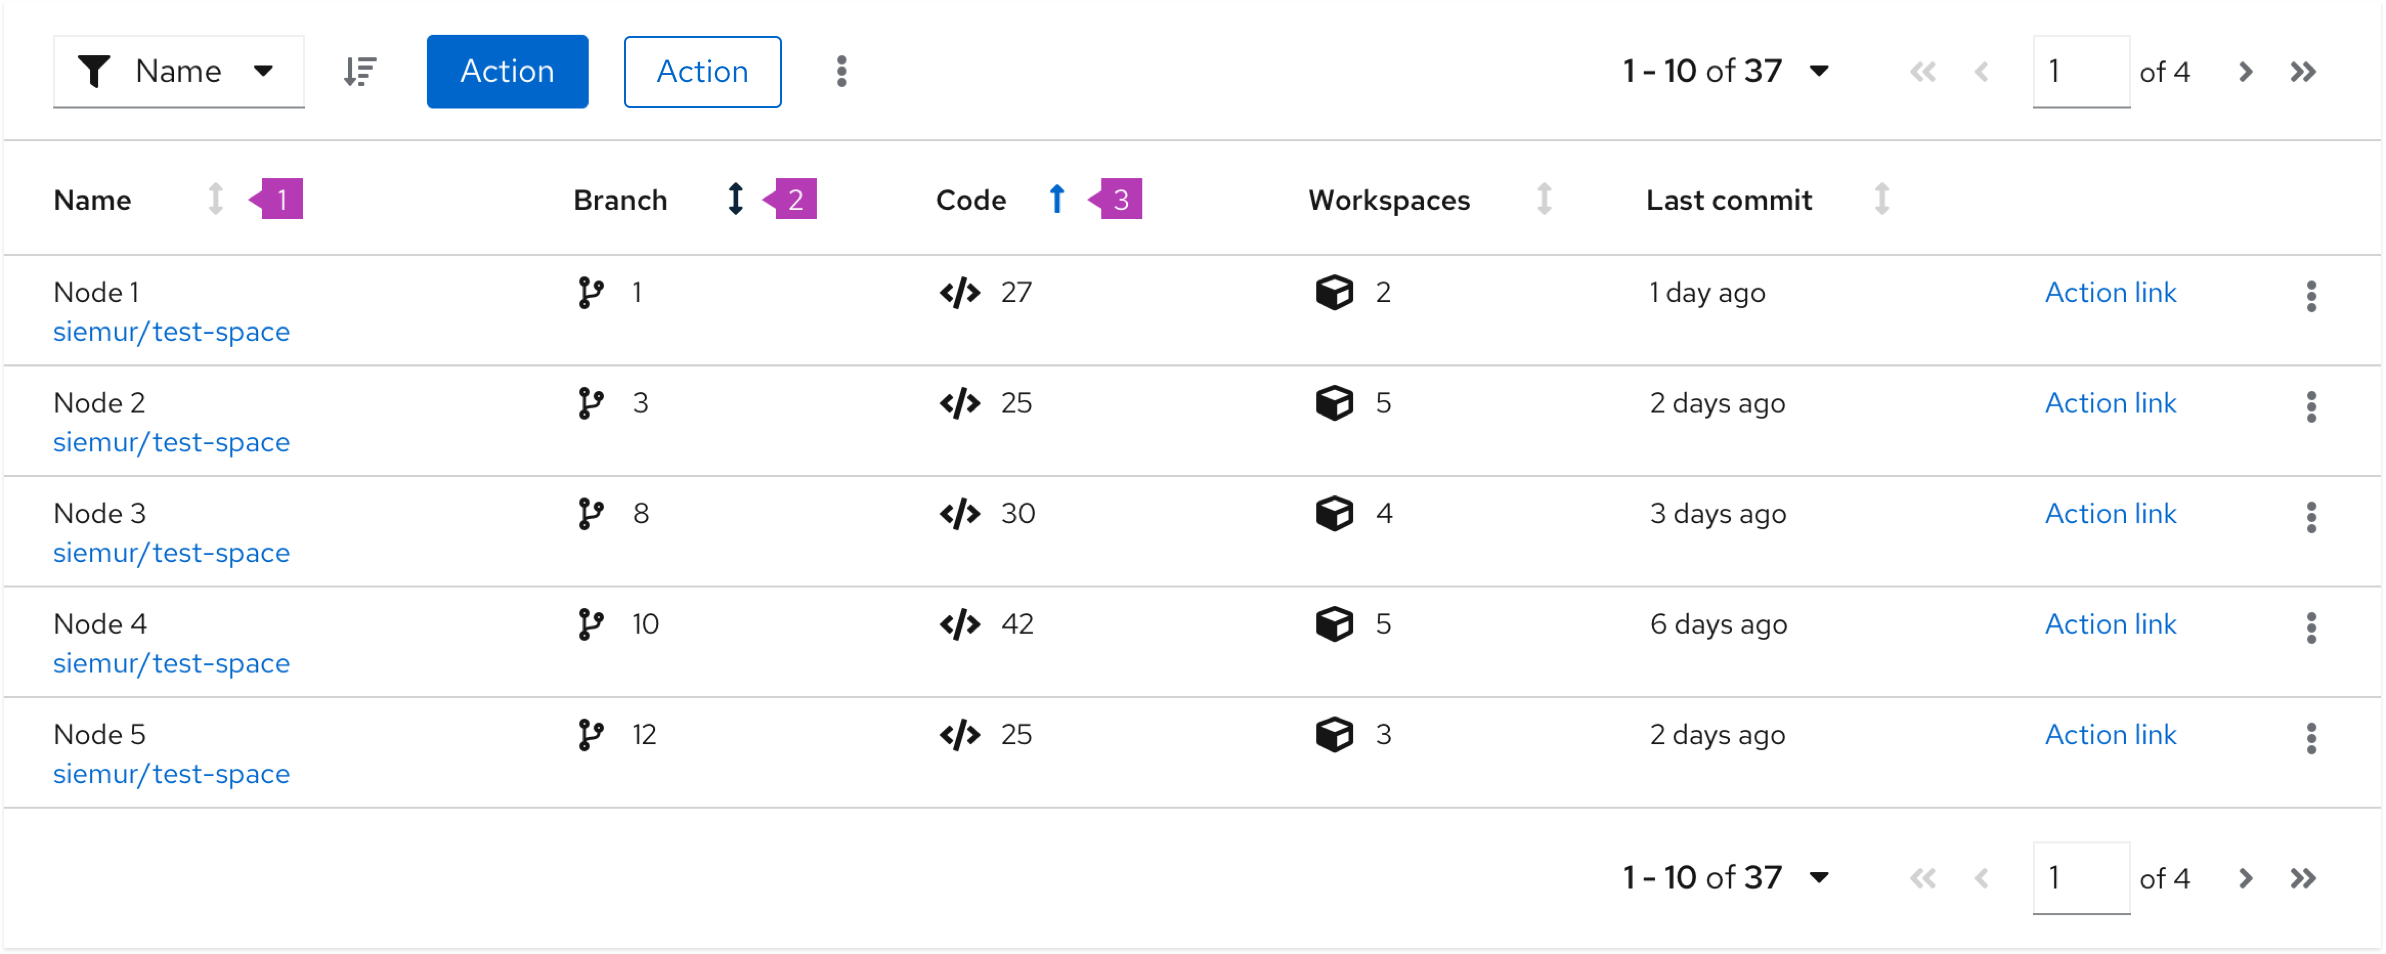 Name Action Action 1 - 10 of 37 1 of 4
Name 1 Branch 2 Code 3 Workspaces Last commit
Node 1 1 27 2 1 day ago Action link
siemur/test-space
Node 2 3 25 5 2 days ago Action link
siemur/test-space
Node 3 8 30 4 3 days ago Action link
siemur/test-space
Node 4 10 42 5 6 days ago Action link
siemur/test-space
Node 5 12 25 3 2 days ago Action link
siemur/test-space
1 - 10 of 37 1 of 4